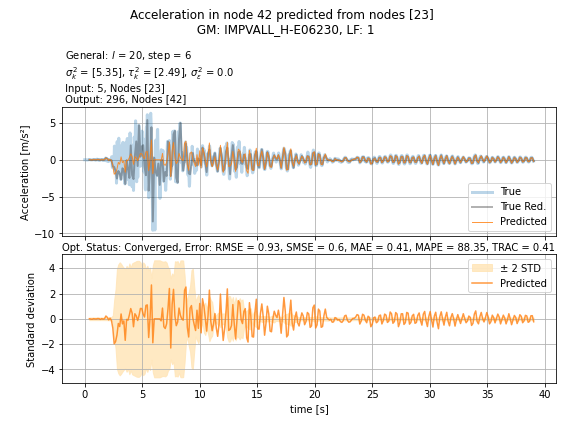 Acceleration in node 42 predicted from nodes [23]
GM: IMPVALL_H-E06230, LF: 1
General: l = 20, step = 6
σ²ₖ = [5.35], τ²ₖ = [2.49], σ²ε = 0.0
Input: 5, Nodes [23]
Output: 296, Nodes [42]
5
0
−5
−10
Acceleration [m/s²]
True
True Red.
Predicted
Opt. Status: Converged, Error: RMSE = 0.93, SMSE = 0.6, MAE = 0.41, MAPE = 88.35, TRAC = 0.41
4
2
0
−2
−4
Standard deviation
± 2 STD
Predicted
0 5 10 15 20 25 30 35 40
time [s]